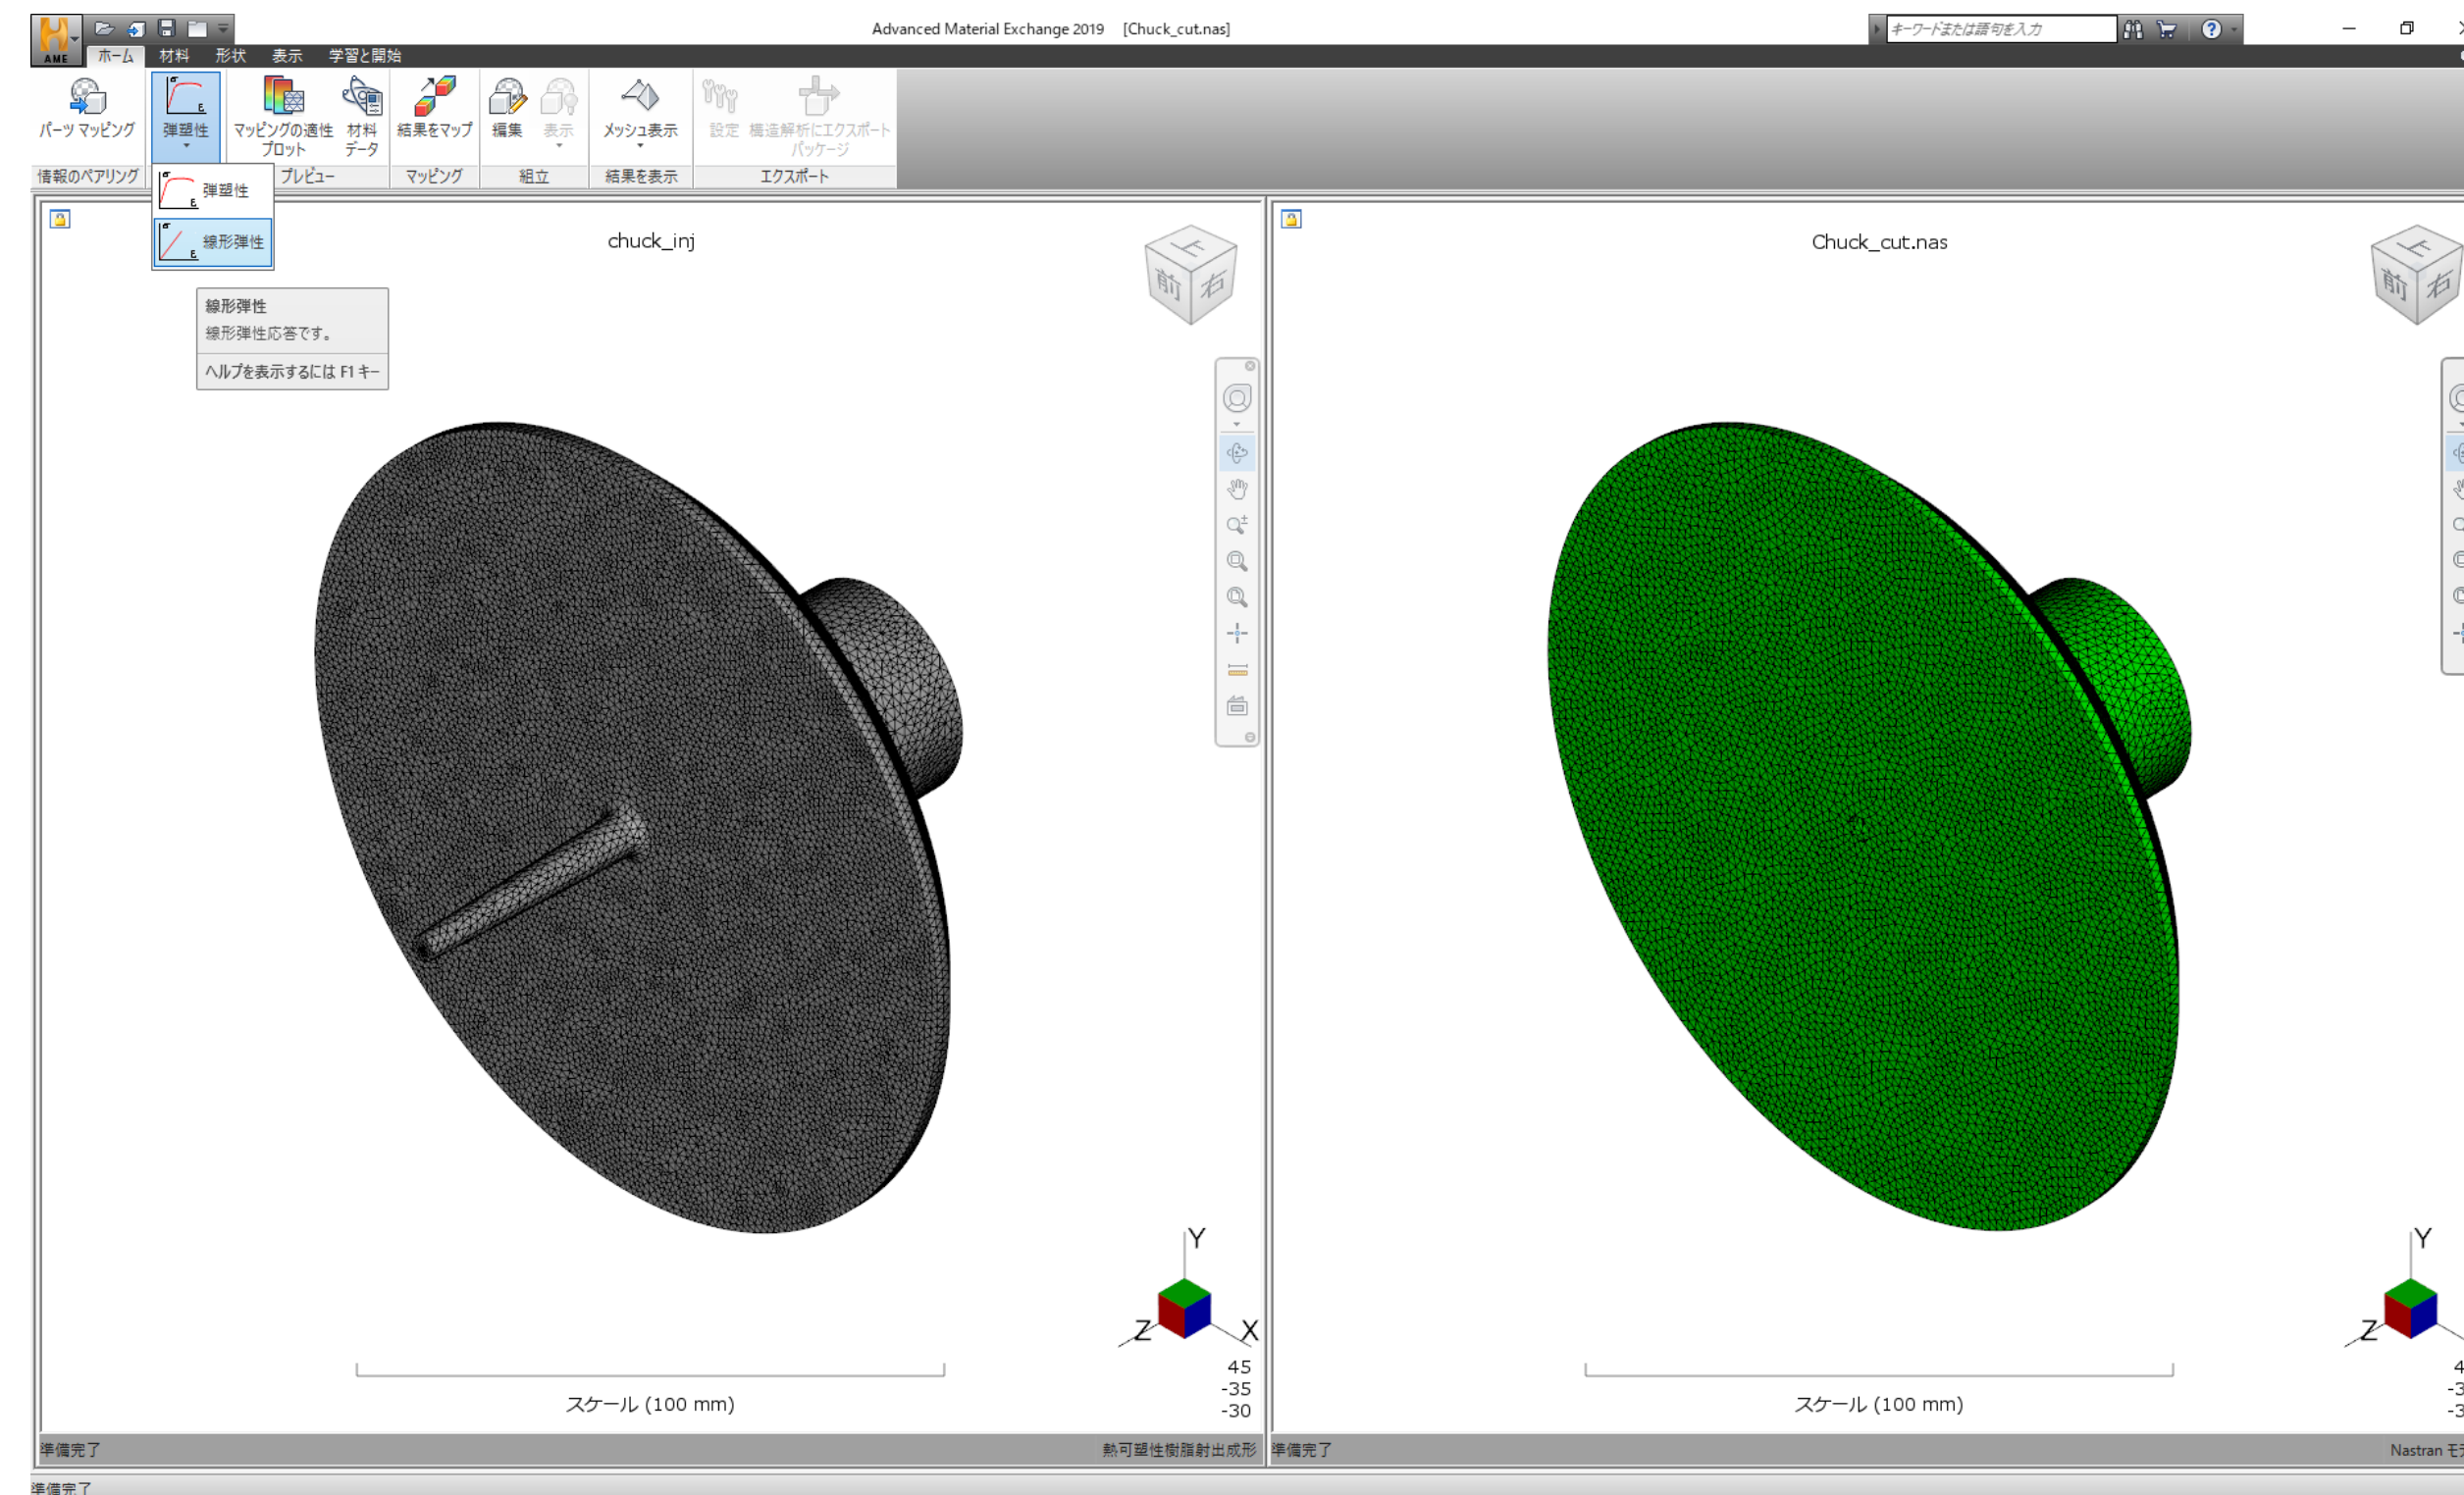 Advanced Material Exchange 2019 [Chuck_cut.nas]
キーワードまたは語句を入力
AME
ホーム 材料 形状 表示 学習と開始
パーツ マッピング
弾塑性
マッピングの適性
プロット
材料
データ
結果をマップ
編集
表示
メッシュ表示
設定
構造解析にエクスポート
パッケージ
情報のペアリング
プレビュー
マッピング
組立
結果を表示
エクスポート
σ
ε
弾塑性
σ
ε
線形弾性
線形弾性
線形弾性応答です。
ヘルプを表示するには F1 キー
chuck_inj
上
前
右
Y
Z
X
45
-35
-30
スケール (100 mm)
準備完了
熱可塑性樹脂射出成形
Chuck_cut.nas
上
前
右
Y
Z
スケール (100 mm)
準備完了
Nastran
準備完了